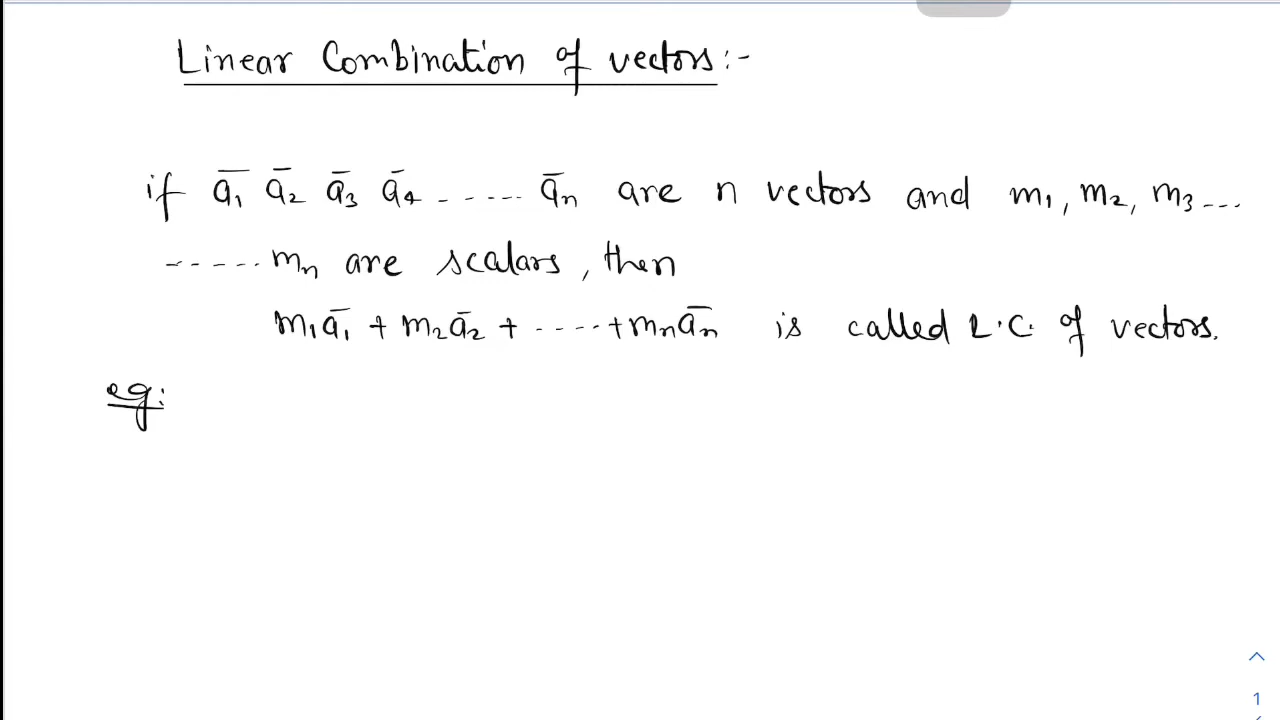 Linear Combination of vectors:-
if ā₁ ā₂ ā₃ ā₄ ....... āₙ are n vectors and m₁, m₂, m₃ ...
....... mₙ are scalars, then
m₁ā₁ + m₂ā₂ + ..... + mₙāₙ is called L.C. of vectors.
eg:
1